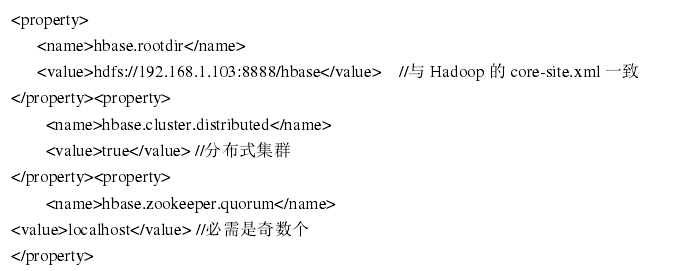 <property>
<name>hbase.rootdir</name>
<value>hdfs://192.168.1.103:8888/hbase</value> //与 Hadoop 的 core-site.xml 一致
</property><property>
<name>hbase.cluster.distributed</name>
<value>true</value> //分布式集群
</property><property>
<name>hbase.zookeeper.quorum</name>
<value>localhost</value> //必需是奇数个
</property>